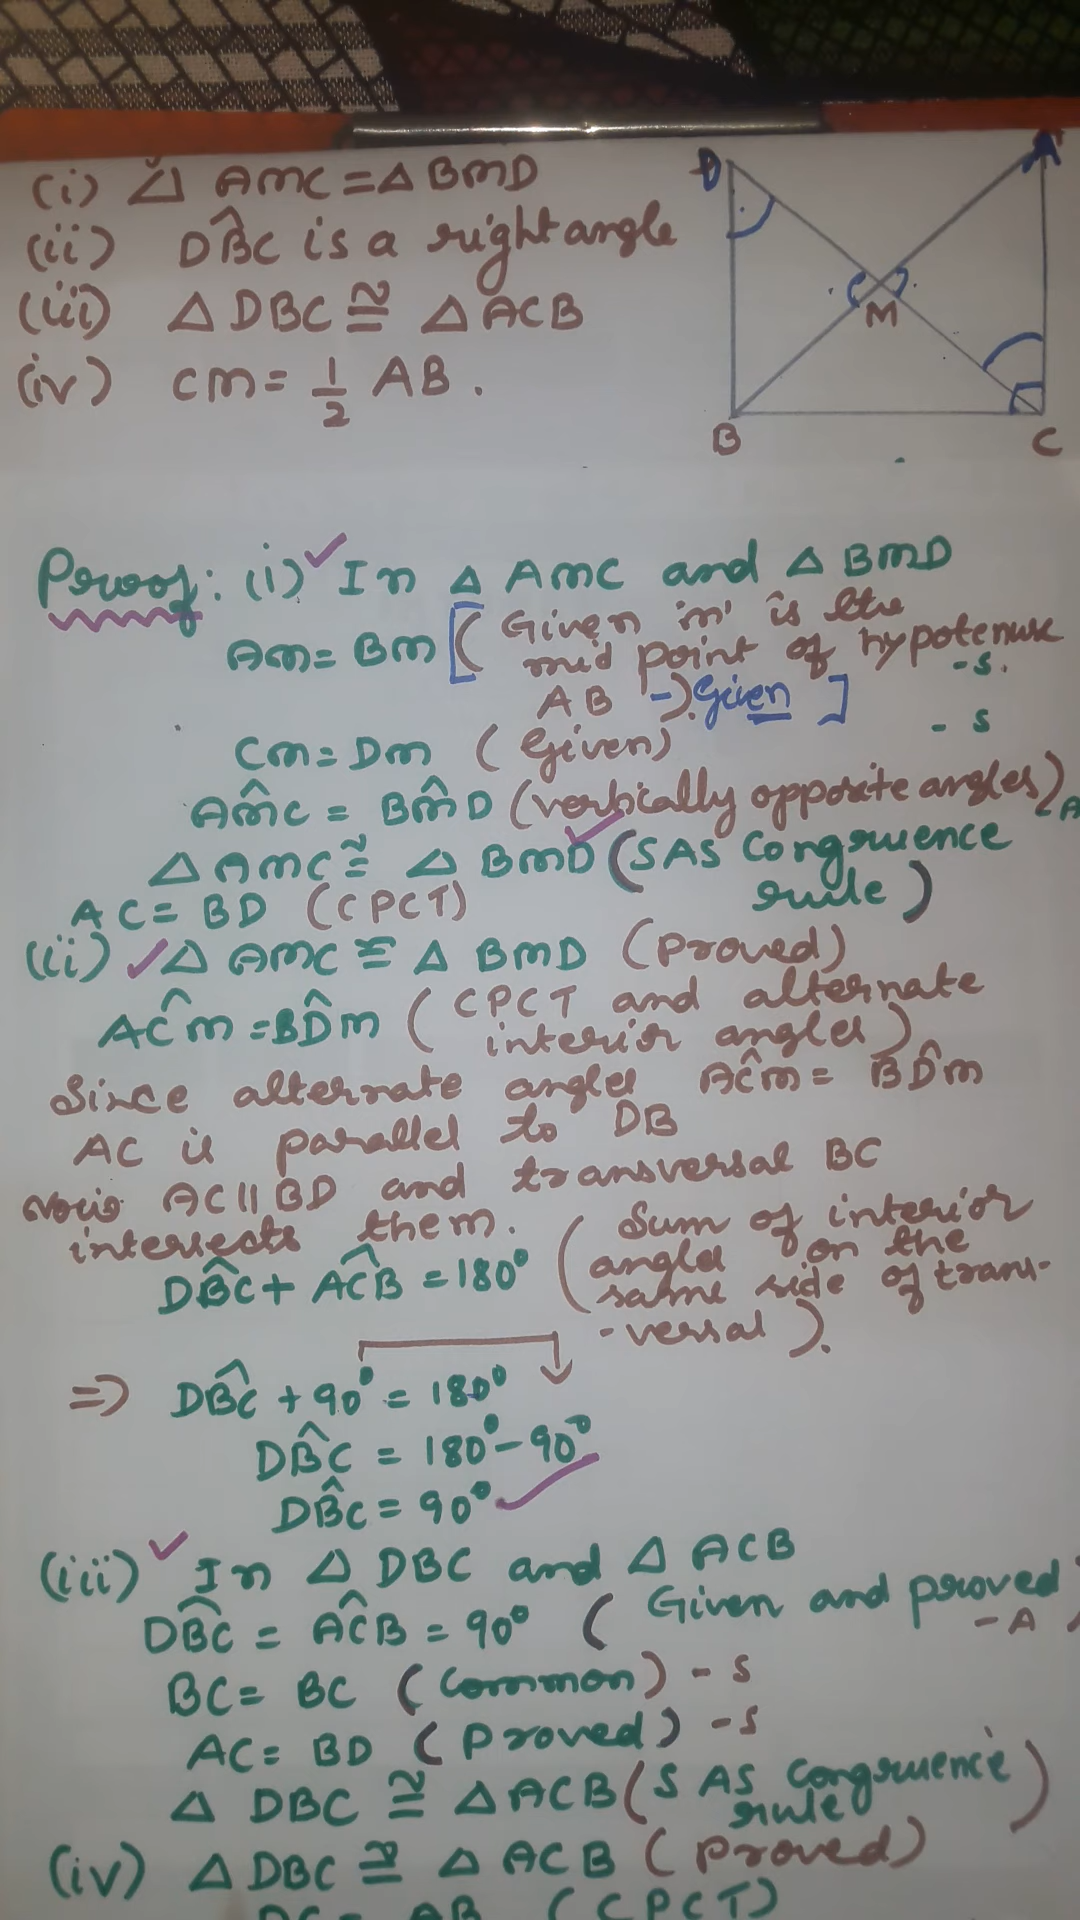 (i) △ AMC = △ BMD
(ii) DB̂C is a right angle
(iii) △ DBC ≅ △ ACB
(iv) CM = 1/2 AB.
D A
M
B C
Proof: (i) In △ AMC and △ BMD
AM = BM [( Given 'm' is the
mid point of hypotenuse
AB -). Given ] - S.
CM = DM (Given) - S
AM̂C = BM̂D (vertically opposite angles) - A
△ AMC ≅ △ BMD (SAS Congruence
rule)
AC = BD (CPCT)
(ii) △ AMC ≅ △ BMD (Proved)
AĈM = BD̂M ( CPCT and alternate
interior angles)
Since alternate angles AĈM = BD̂M
AC is parallel to DB
Now AC || BD and transversal BC
intersects them.
DB̂C + AĈB = 180° ( Sum of interior
angles on the
same side of trans-
-versal ).
⇒ DB̂C + 90° = 180°
DB̂C = 180° - 90°
DB̂C = 90°
(iii) In △ DBC and △ ACB
DB̂C = AĈB = 90° ( Given and proved) - A
BC = BC (Common) - S
AC = BD (Proved) - S
△ DBC ≅ △ ACB (SAS Congruence
rule)
(iv) △ DBC ≅ △ ACB (Proved)
DC = AB (CPCT)